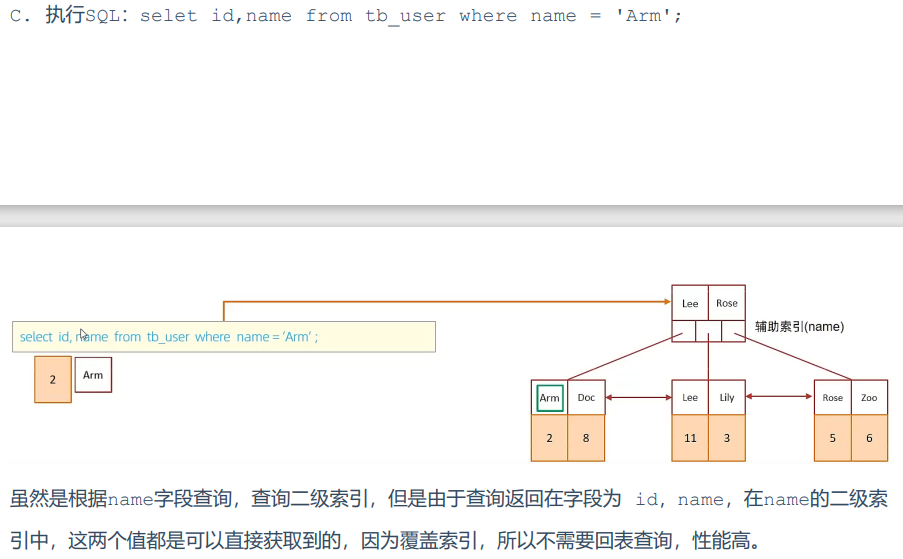 C. 执行SQL：selet id,name from tb_user where name = 'Arm';
Lee Rose
辅助索引(name)
select id, name from tb_user where name = ‘Arm’ ;
2 Arm
Arm Doc Lee Lily Rose Zoo
2 8 11 3 5 6
虽然是根据name字段查询，查询二级索引，但是由于查询返回在字段为 id，name，在name的二级索
引中，这两个值都是可以直接获取到的，因为覆盖索引，所以不需要回表查询，性能高。